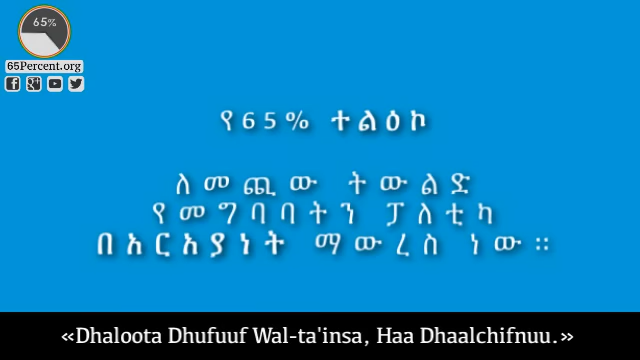 65%
65Percent.org
የ65% ተልዕኮ
ለመጪው ትውልድ
የመግባባትን ፓለቲካ
በአርአያነት ማውረስ ነው።
«Dhaloota Dhufuuf Wal-ta'insa, Haa Dhaalchifnuu.»